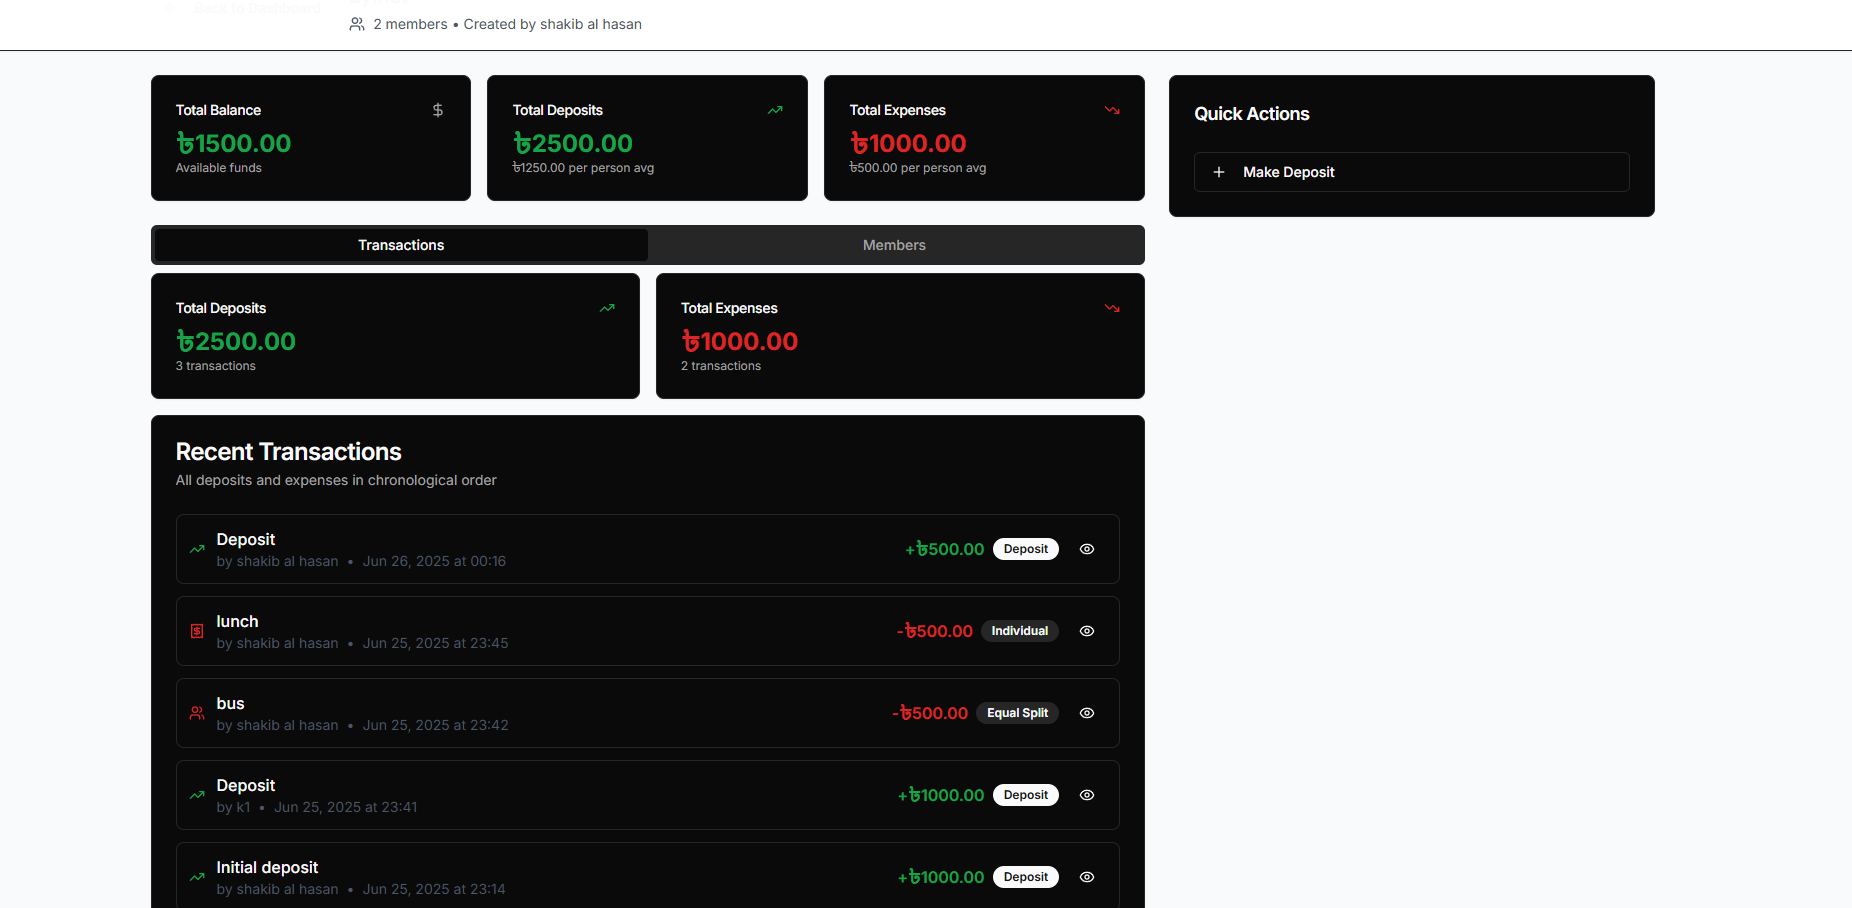 Back to Dashboard
2 members • Created by shakib al hasan
Total Balance
৳1500.00
Available funds
Total Deposits
৳2500.00
৳1250.00 per person avg
Total Expenses
৳1000.00
৳500.00 per person avg
Quick Actions
+ Make Deposit
Transactions
Members
Total Deposits
৳2500.00
3 transactions
Total Expenses
৳1000.00
2 transactions
Recent Transactions
All deposits and expenses in chronological order
Deposit
by shakib al hasan • Jun 26, 2025 at 00:16
+৳500.00 Deposit
lunch
by shakib al hasan • Jun 25, 2025 at 23:45
-৳500.00 Individual
bus
by shakib al hasan • Jun 25, 2025 at 23:42
-৳500.00 Equal Split
Deposit
by k1 • Jun 25, 2025 at 23:41
+৳1000.00 Deposit
Initial deposit
by shakib al hasan • Jun 25, 2025 at 23:14
+৳1000.00 Deposit